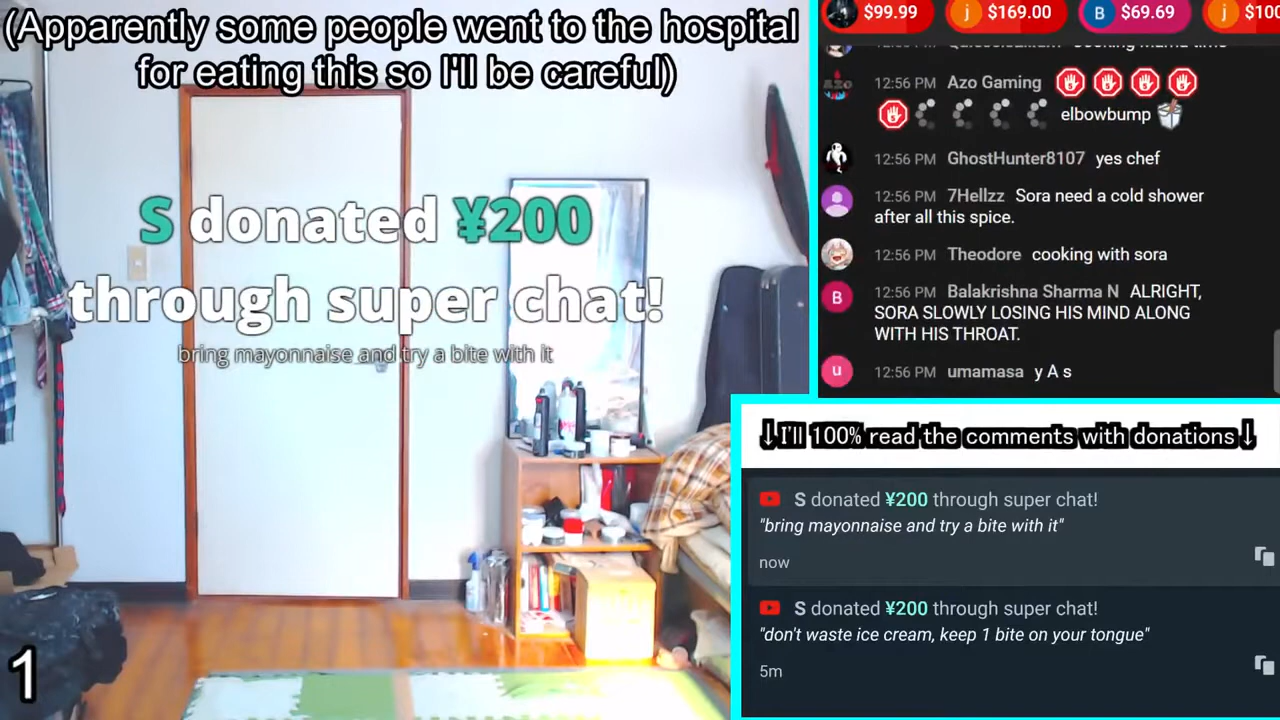 (Apparently some people went to the hospital
for eating this so I'll be careful)
S donated ¥200
through super chat!
bring mayonnaise and try a bite with it
1
$99.99
j $169.00
B $69.69
j $100
12:56 PM Azo Gaming
elbowbump
12:56 PM GhostHunter8107 yes chef
12:56 PM 7Hellzz Sora need a cold shower
after all this spice.
12:56 PM Theodore cooking with sora
B 12:56 PM Balakrishna Sharma N ALRIGHT,
SORA SLOWLY LOSING HIS MIND ALONG
WITH HIS THROAT.
u 12:56 PM umamasa y A s
↓I'll 100% read the comments with donations↓
S donated ¥200 through super chat!
"bring mayonnaise and try a bite with it"
now
S donated ¥200 through super chat!
"don't waste ice cream, keep 1 bite on your tongue"
5m